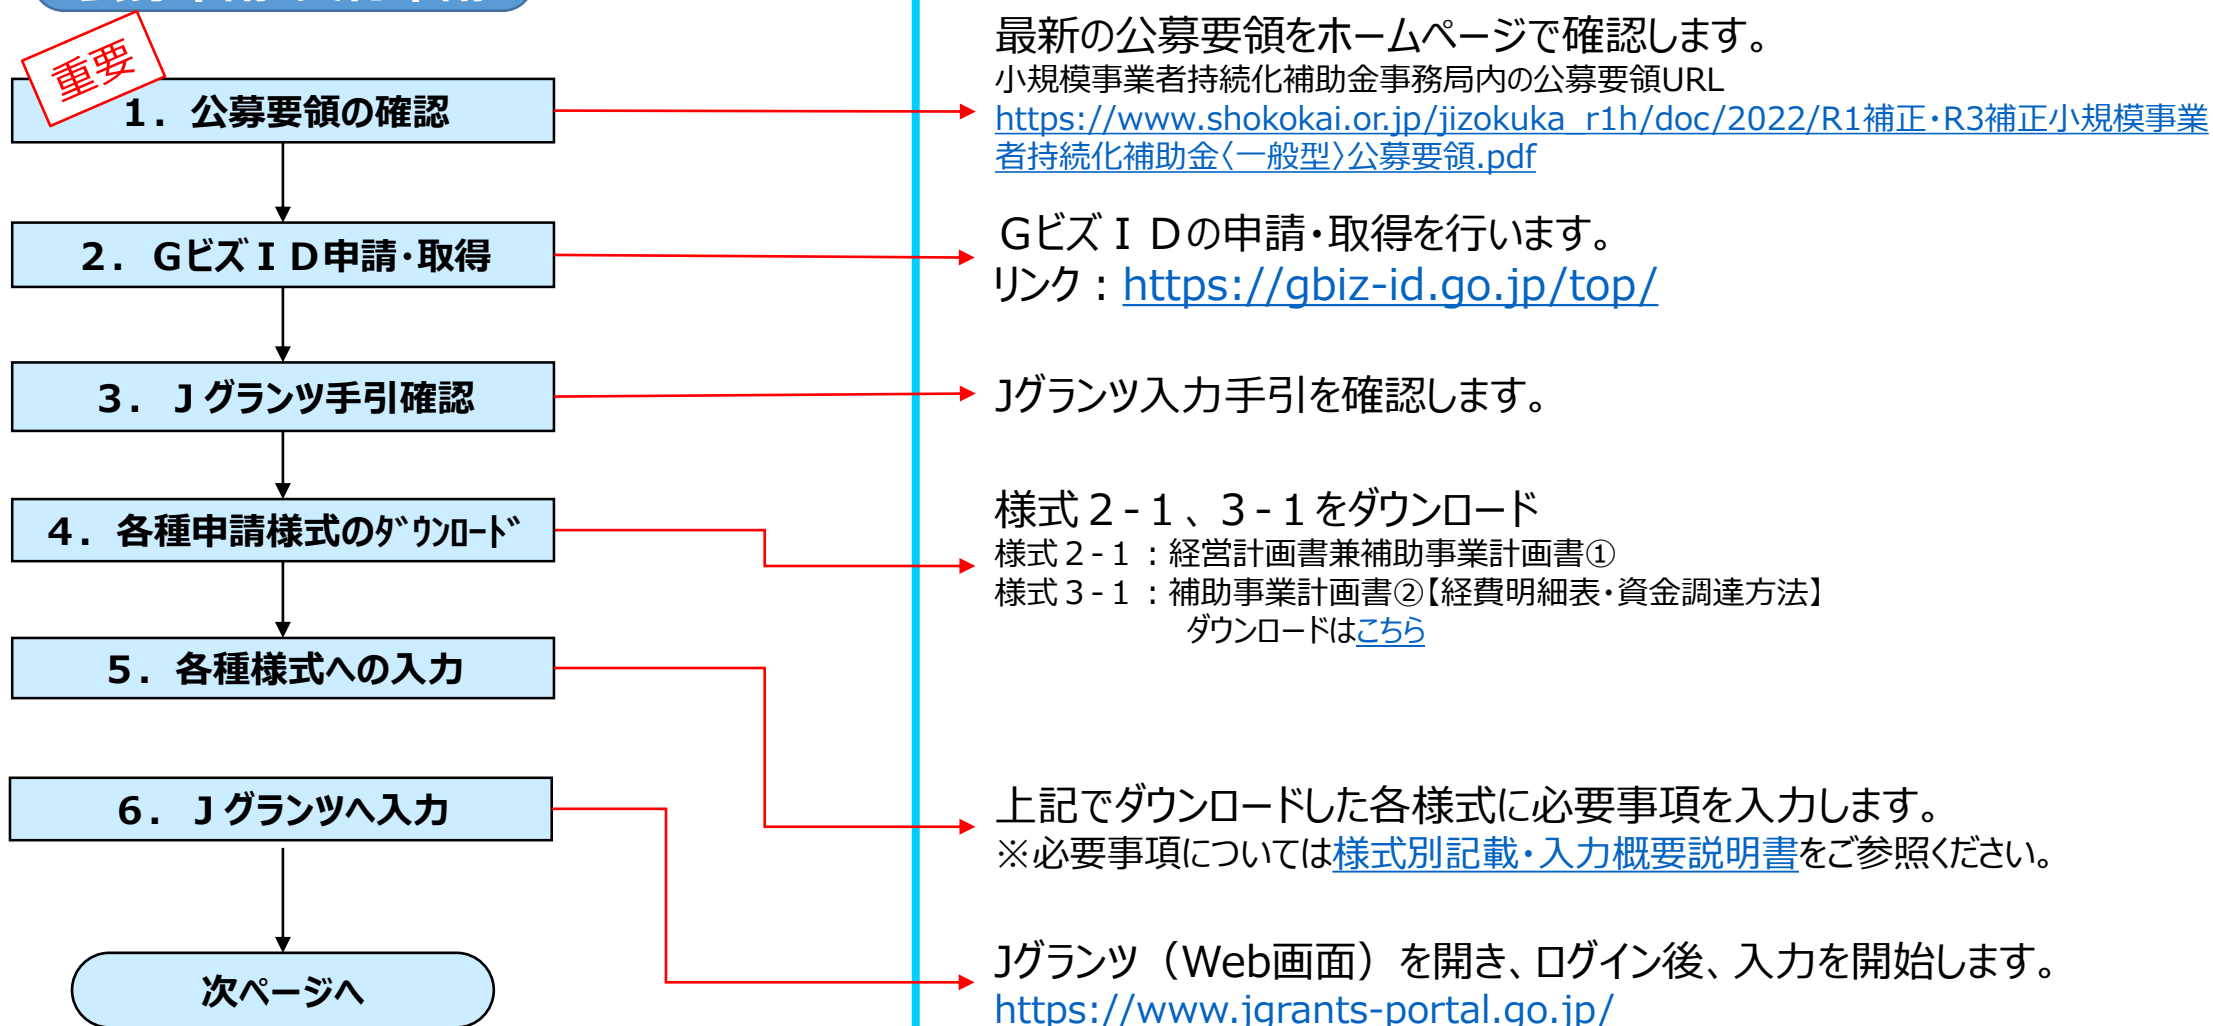 重要
1．公募要領の確認
2．GビズＩＤ申請・取得
3．Ｊグランツ手引確認
4．各種申請様式のﾀﾞｳﾝﾛｰﾄﾞ
5．各種様式への入力
6．Ｊグランツへ入力
次ページへ
最新の公募要領をホームページで確認します。
小規模事業者持続化補助金事務局内の公募要領URL
https://www.shokokai.or.jp/jizokuka_r1h/doc/2022/R1補正・R3補正小規模事業
者持続化補助金〈一般型〉公募要領.pdf
GビズＩＤの申請・取得を行います。
リンク：https://gbiz-id.go.jp/top/
Jグランツ入力手引を確認します。
様式２-１、３-１をダウンロード
様式２-１：経営計画書兼補助事業計画書①
様式３-１：補助事業計画書②【経費明細表・資金調達方法】
ダウンロードはこちら
上記でダウンロードした各様式に必要事項を入力します。
※必要事項については様式別記載・入力概要説明書をご参照ください。
Jグランツ（Web画面）を開き、ログイン後、入力を開始します。
https://www.jgrants-portal.go.jp/